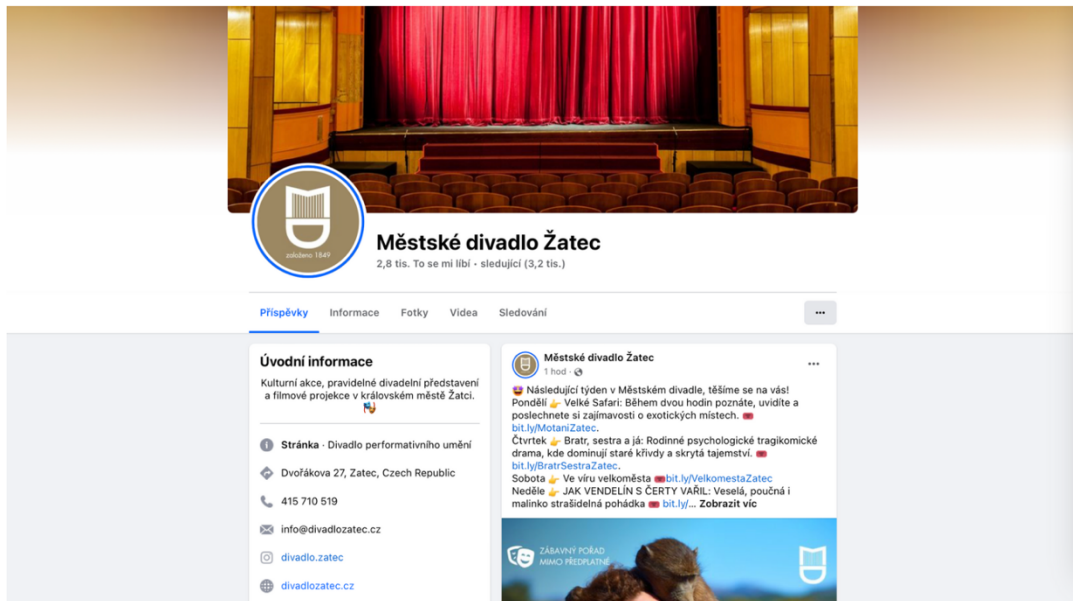 založeno 1849
Městské divadlo Žatec
2,8 tis. To se mi líbí • sledující (3,2 tis.)
Příspěvky Informace Fotky Videa Sledování
Úvodní informace
Kulturní akce, pravidelné divadelní představení
a filmové projekce v královském městě Žatci.
Stránka · Divadlo performativního umění
Dvořákova 27, Zatec, Czech Republic
415 710 519
info@divadlozatec.cz
divadlo.zatec
divadlozatec.cz
Městské divadlo Žatec
1 hod ·
Následující týden v Městském divadle, těšíme se na vás!
Pondělí 👉 Velké Safari: Během dvou hodin poznáte, uvidíte a
poslechnete si zajímavosti o exotických místech. 🎟
bit.ly/MotaniZatec.
Čtvrtek 👉 Bratr, sestra a já: Rodinné psychologické tragikomické
drama, kde dominují staré křivdy a skrytá tajemství. 🎟
bit.ly/BratrSestraZatec.
Sobota 👉 Ve víru velkoměsta 🎟bit.ly/VelkomestaZatec
Neděle 👉 JAK VENDELÍN S ČERTY VAŘIL: Veselá, poučná i
malinko strašidelná pohádka 🎟 bit.ly/... Zobrazit víc
ZÁBAVNÝ POŘAD
MIMO PŘEDPLATNÉ